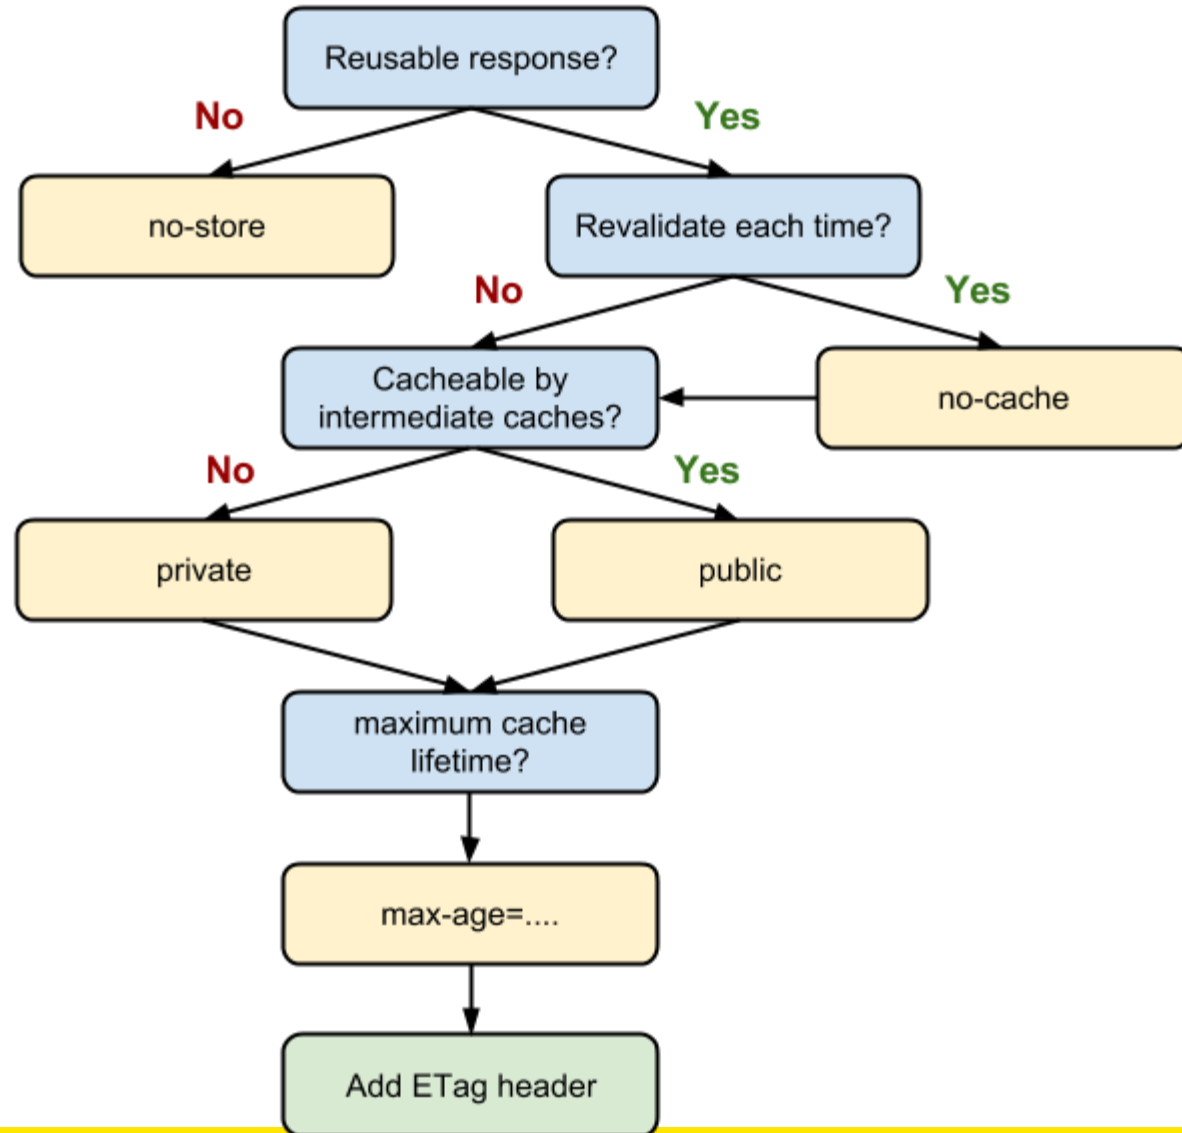 Reusable response?
No
Yes
no-store
Revalidate each time?
No
Yes
Cacheable by
intermediate caches?
no-cache
No
Yes
private
public
maximum cache
lifetime?
max-age=....
Add ETag header